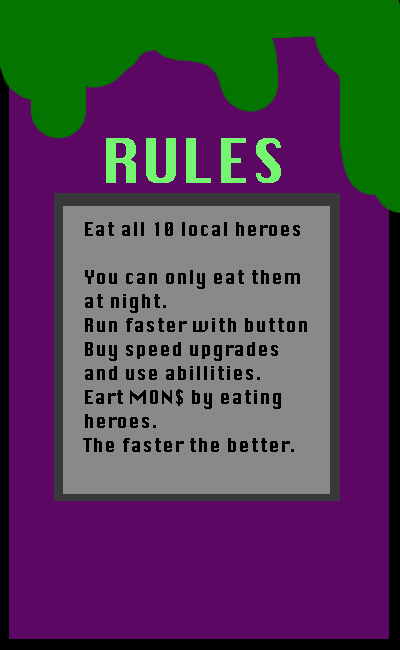 RULES
Eat all 10 local heroes
You can only eat them
at night.
Run faster with button
Buy speed upgrades
and use abillities.
Eart MON$ by eating
heroes.
The faster the better.